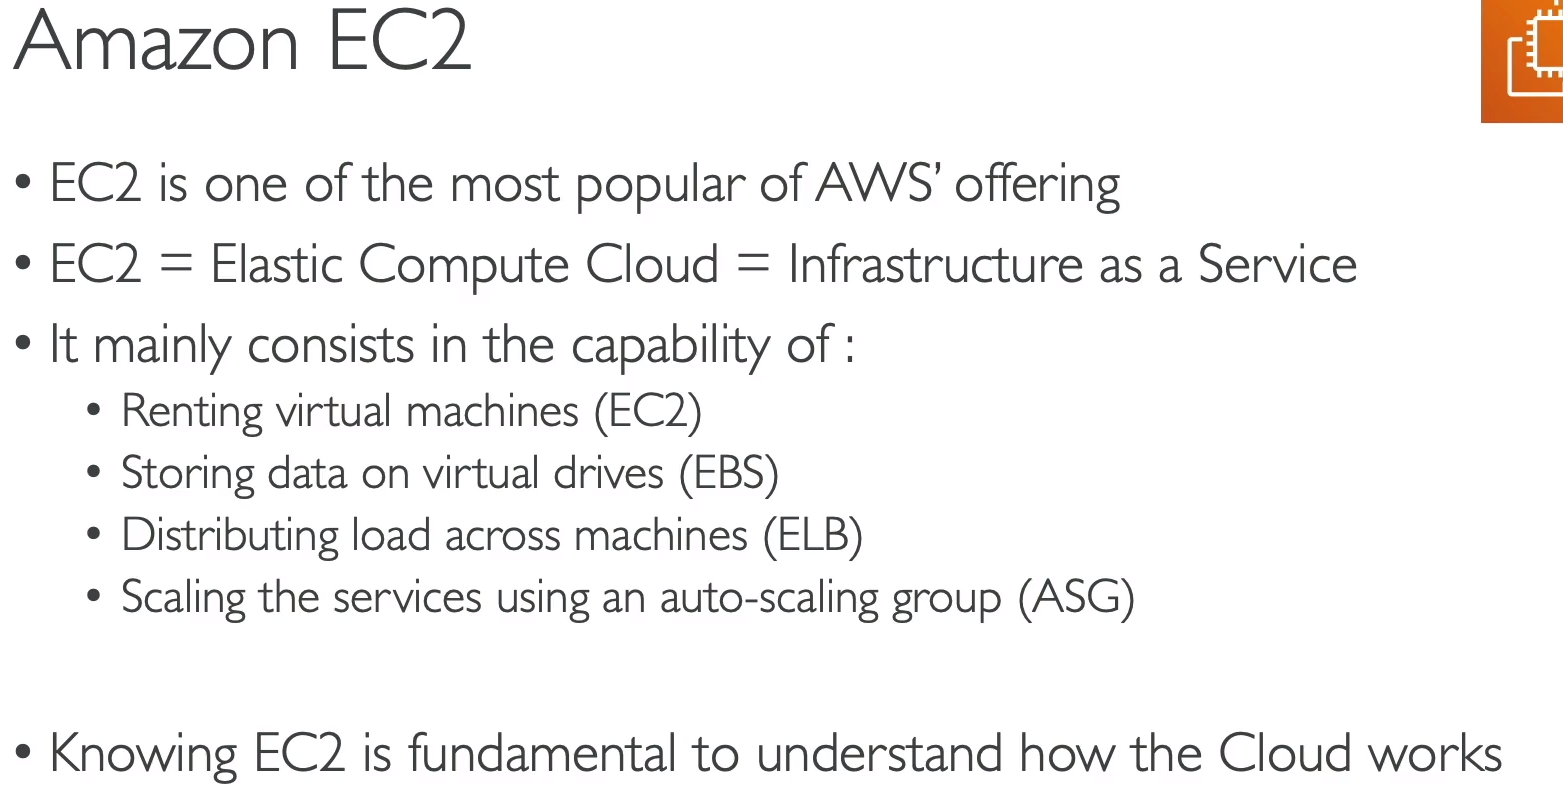 Amazon EC2
• EC2 is one of the most popular of AWS’ offering
• EC2 = Elastic Compute Cloud = Infrastructure as a Service
• It mainly consists in the capability of :
• Renting virtual machines (EC2)
• Storing data on virtual drives (EBS)
• Distributing load across machines (ELB)
• Scaling the services using an auto-scaling group (ASG)
• Knowing EC2 is fundamental to understand how the Cloud works